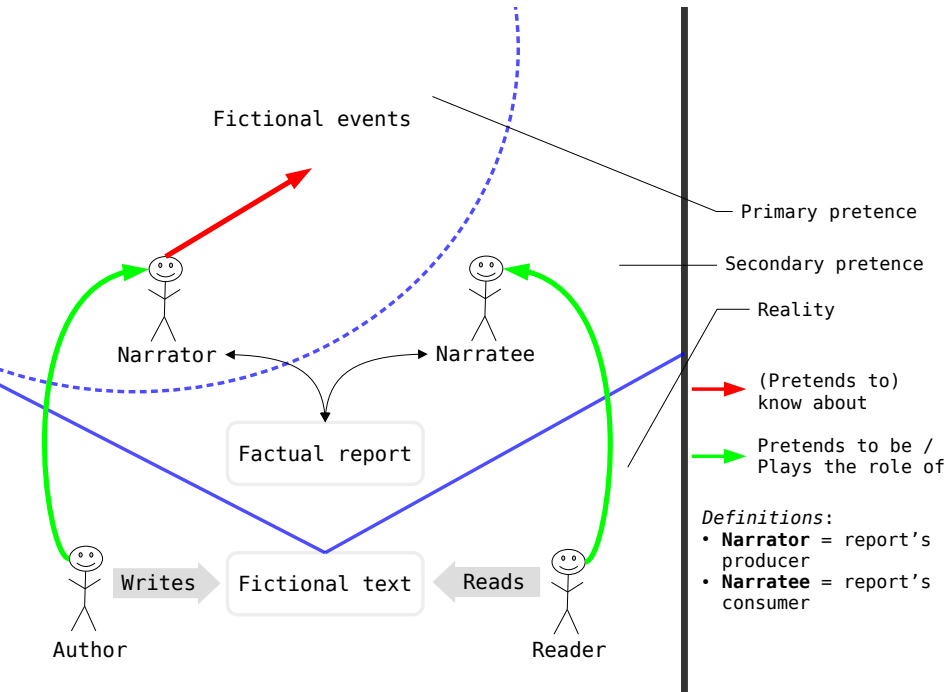 Fictional events
Primary pretence
Secondary pretence
Reality
Narrator
Narratee
(Pretends to)
know about
Factual report
Pretends to be /
Plays the role of
Definitions:
• Narrator = report’s
producer
• Narratee = report’s
consumer
Writes
Fictional text
Reads
Author
Reader